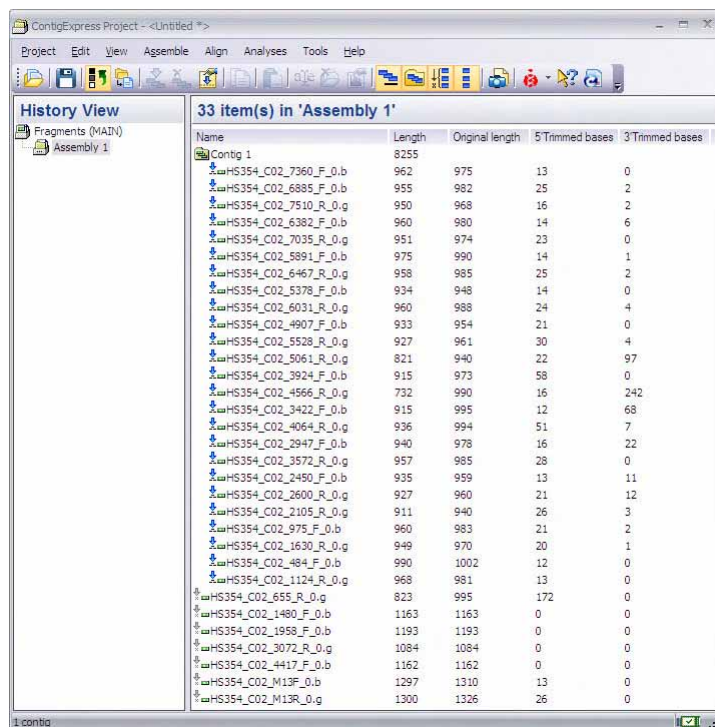 ContigExpress Project - <Untitled *>
Project Edit View Assemble Align Analyses Tools Help
History View
Fragments (MAIN)
Assembly 1
33 item(s) in 'Assembly 1'
Name Length Original length 5'Trimmed bases 3'Trimmed bases
Contig 1 8255
HS354_C02_7360_F_0.b 962 975 13 0
HS354_C02_6885_F_0.b 955 982 25 2
HS354_C02_7510_R_0.g 950 968 16 2
HS354_C02_6382_F_0.b 960 980 14 6
HS354_C02_7035_R_0.g 951 974 23 0
HS354_C02_5891_F_0.b 975 990 14 1
HS354_C02_6467_R_0.g 958 985 25 2
HS354_C02_5378_F_0.b 934 948 14 0
HS354_C02_6031_R_0.g 960 988 24 4
HS354_C02_4907_F_0.b 933 954 21 0
HS354_C02_5528_R_0.g 927 961 30 4
HS354_C02_5061_R_0.g 821 940 22 97
HS354_C02_3924_F_0.b 915 973 58 0
HS354_C02_4566_R_0.g 732 990 16 242
HS354_C02_3422_F_0.b 915 995 12 68
HS354_C02_4064_R_0.g 936 994 51 7
HS354_C02_2947_F_0.b 940 978 16 22
HS354_C02_3572_R_0.g 957 985 28 0
HS354_C02_2450_F_0.b 935 959 13 11
HS354_C02_2600_R_0.g 927 960 21 12
HS354_C02_2105_R_0.g 911 940 26 3
HS354_C02_975_F_0.b 960 983 21 2
HS354_C02_1630_R_0.g 949 970 20 1
HS354_C02_484_F_0.b 990 1002 12 0
HS354_C02_1124_R_0.g 968 981 13 0
HS354_C02_655_R_0.g 823 995 172 0
HS354_C02_1480_F_0.b 1163 1163 0 0
HS354_C02_1958_F_0.b 1193 1193 0 0
HS354_C02_3072_R_0.g 1084 1084 0 0
HS354_C02_4417_F_0.b 1162 1162 0 0
HS354_C02_M13F_0.b 1297 1310 13 0
HS354_C02_M13R_0.g 1300 1326 26 0
1 contig